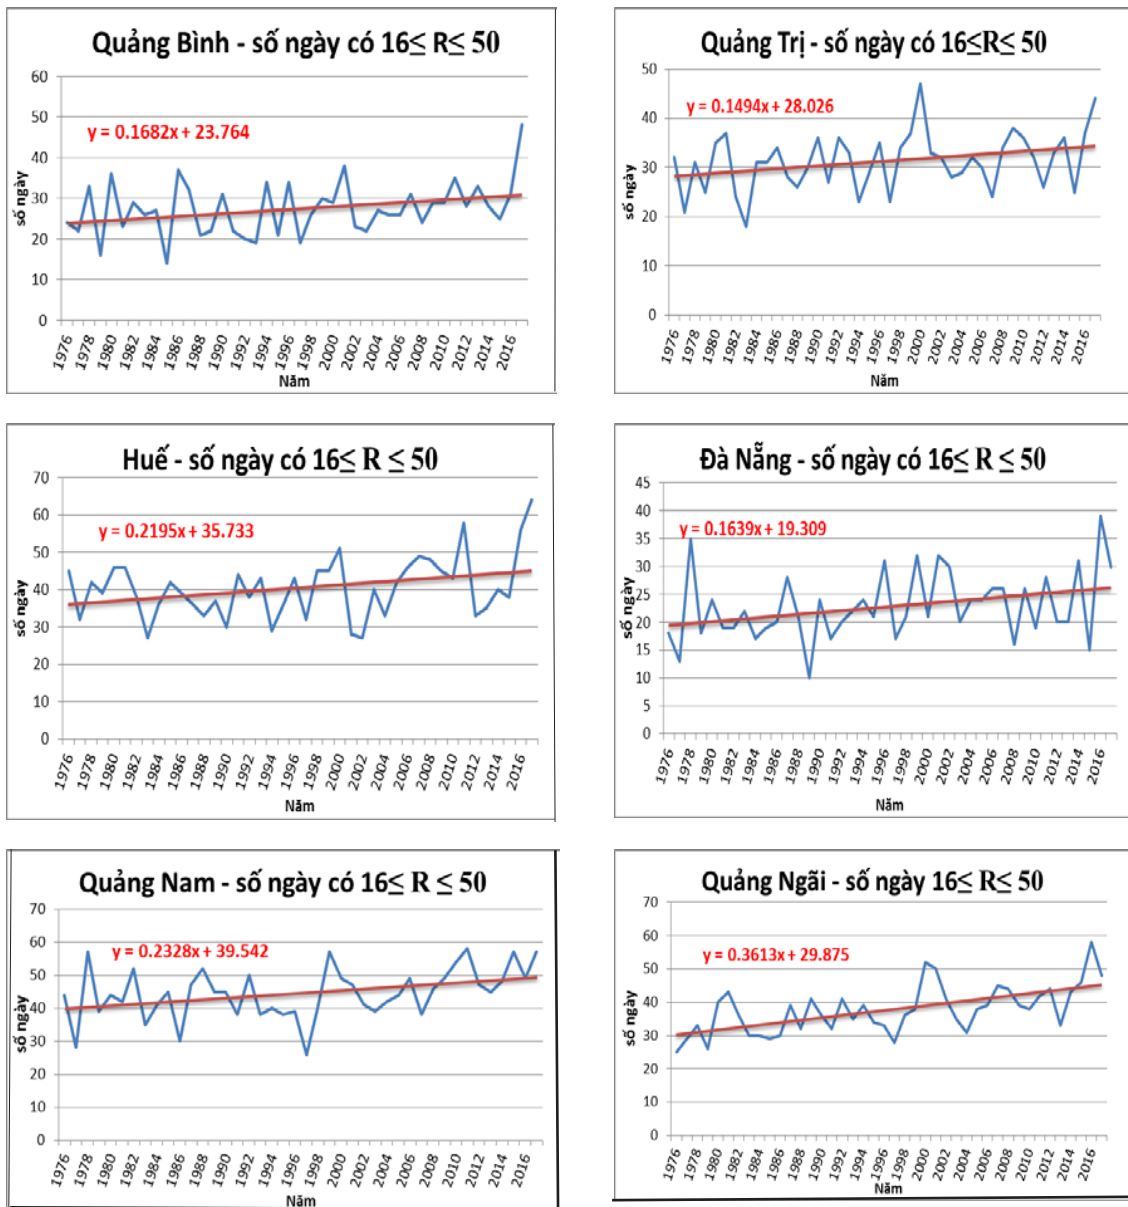 Quảng Bình - số ngày có 16≤ R≤ 50
60
50
40
30
20
10
0
y = 0.1682x + 23.764
số ngày
1976 1978 1980 1982 1984 1986 1988 1990 1992 1994 1996 1998 2000 2002 2004 2006 2008 2010 2012 2014 2016
Năm
Quảng Trị - số ngày có 16≤R≤ 50
50
40
30
20
10
0
y = 0.1494x + 28.026
số ngày
1976 1978 1980 1982 1984 1986 1988 1990 1992 1994 1996 1998 2000 2002 2004 2006 2008 2010 2012 2014 2016
Năm
Huế - số ngày có 16≤ R ≤ 50
70
60
50
40
30
20
10
0
y = 0.2195x + 35.733
số ngày
1976 1978 1980 1982 1984 1986 1988 1990 1992 1994 1996 1998 2000 2002 2004 2006 2008 2010 2012 2014 2016
Năm
Đà Nẵng - số ngày có 16≤ R ≤ 50
45
40
35
30
25
20
15
10
5
0
y = 0.1639x + 19.309
số ngày
1976 1978 1980 1982 1984 1986 1988 1990 1992 1994 1996 1998 2000 2002 2004 2006 2008 2010 2012 2014 2016
Năm
Quảng Nam - số ngày có 16≤ R ≤ 50
70
60
50
40
30
20
10
0
y = 0.2328x + 39.542
số ngày
1976 1978 1980 1982 1984 1986 1988 1990 1992 1994 1996 1998 2000 2002 2004 2006 2008 2010 2012 2014 2016
Năm
Quảng Ngãi - số ngày 16≤ R≤ 50
70
60
50
40
30
20
10
0
y = 0.3613x + 29.875
số ngày
1976 1978 1980 1982 1984 1986 1988 1990 1992 1994 1996 1998 2000 2002 2004 2006 2008 2010 2012 2014 2016
Năm